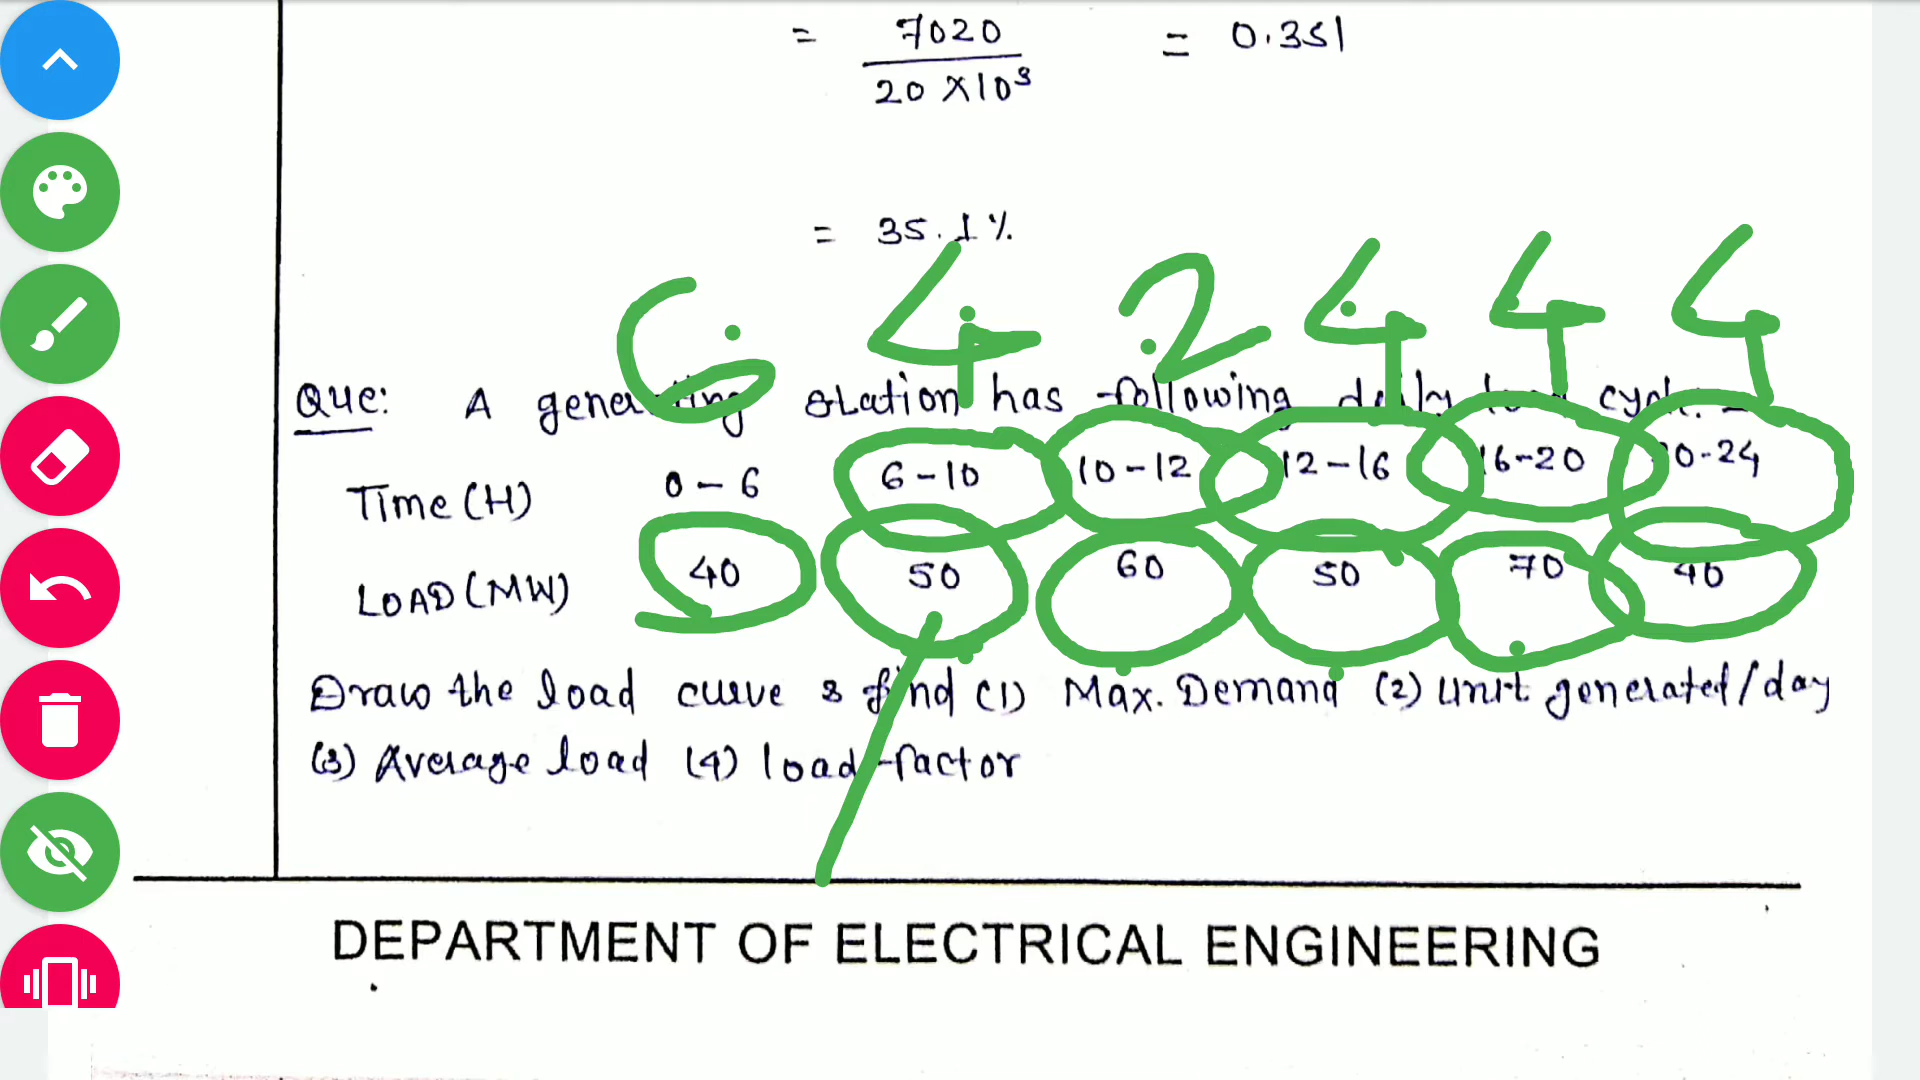 = 7020 / 20 × 10³ = 0.351
= 35.1 %
6 4 2 4 4 4
Que: A generating station has following daily load cycle. -
Time (H) 0 - 6 6 - 10 10 - 12 12 - 16 16 - 20 20 - 24
LOAD (MW) 40 50 60 50 70 40
Draw the load curve & find (1) Max. Demand (2) Unit generated/day
(3) Average load (4) load factor
DEPARTMENT OF ELECTRICAL ENGINEERING